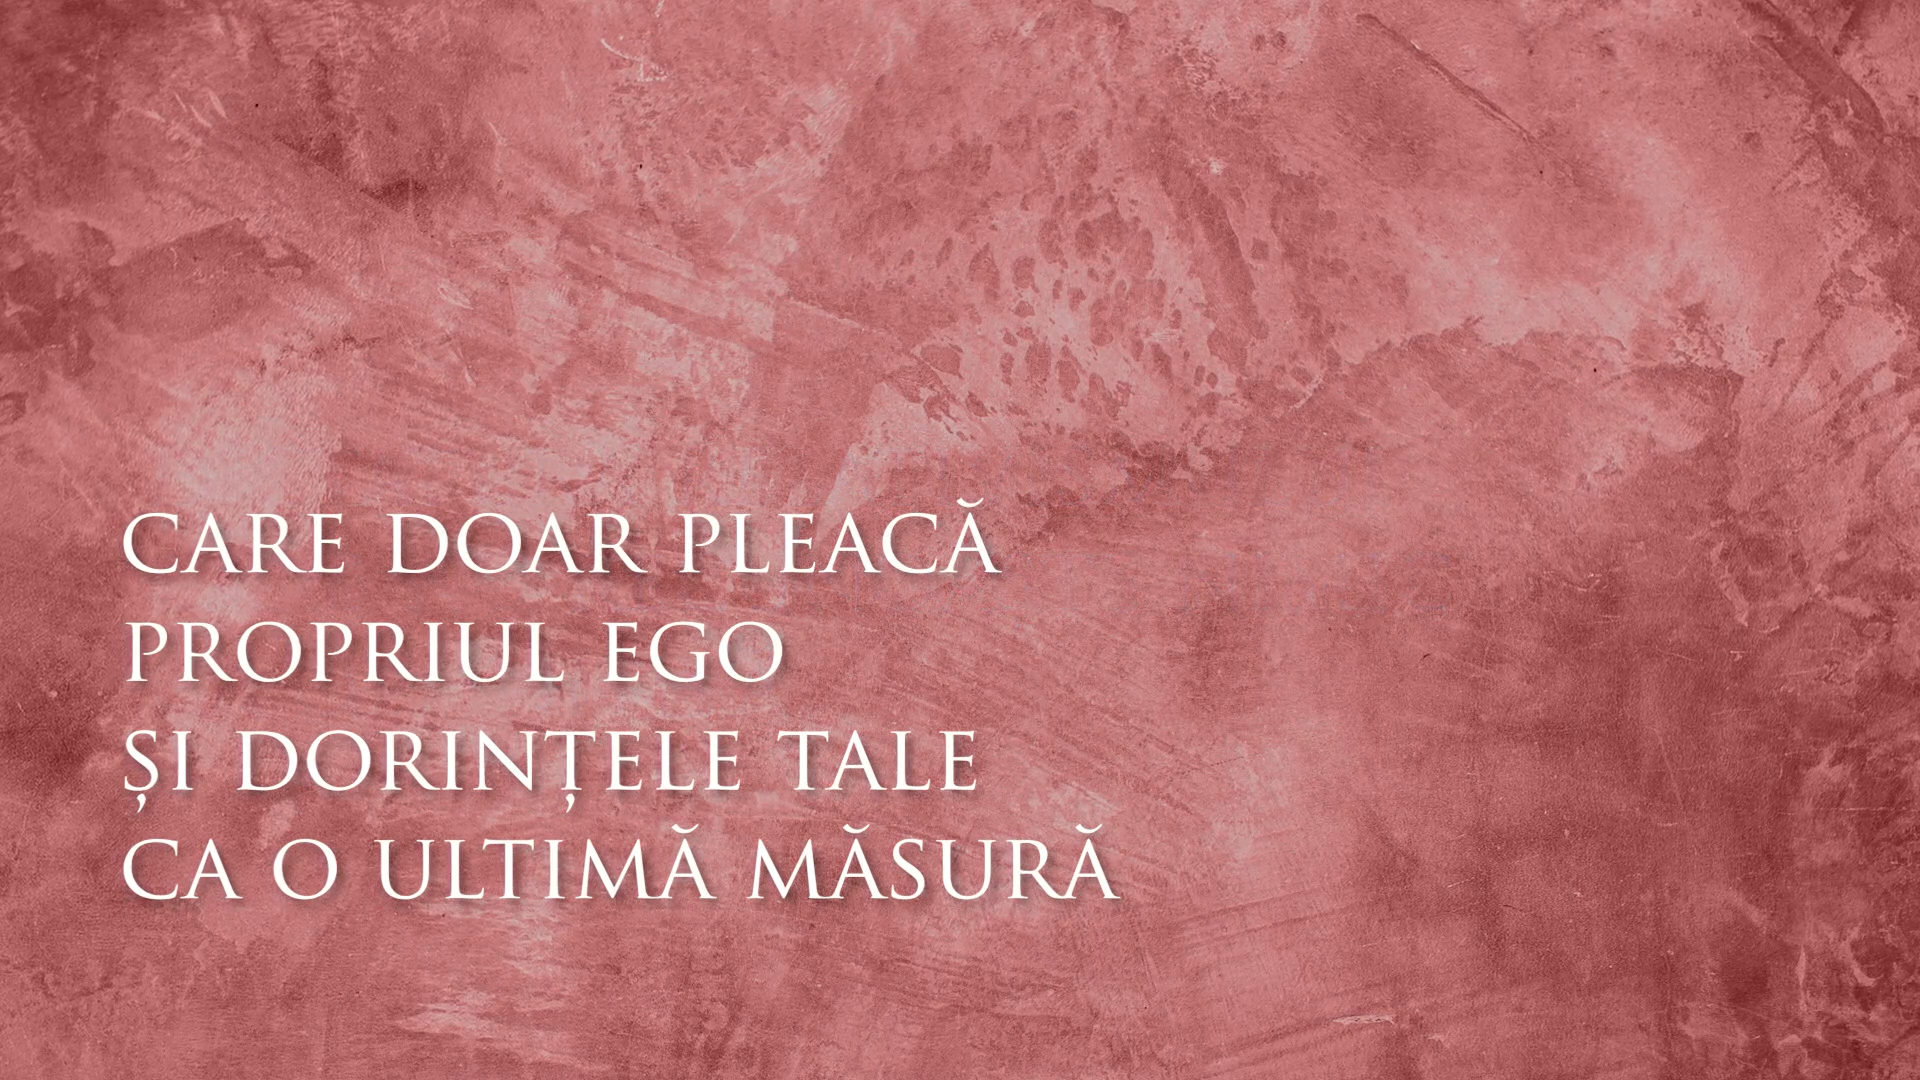 CARE DOAR PLEACĂ
PROPRIUL EGO
ȘI DORINȚELE TALE
CA O ULTIMĂ MĂSURĂ